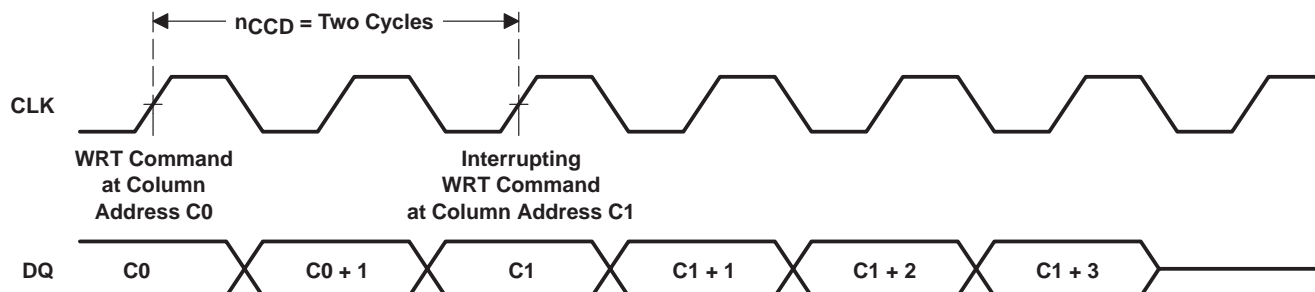 nCCD = Two Cycles
CLK
WRT Command
at Column
Address C0
Interrupting
WRT Command
at Column Address C1
DQ
C0
C0 + 1
C1
C1 + 1
C1 + 2
C1 + 3